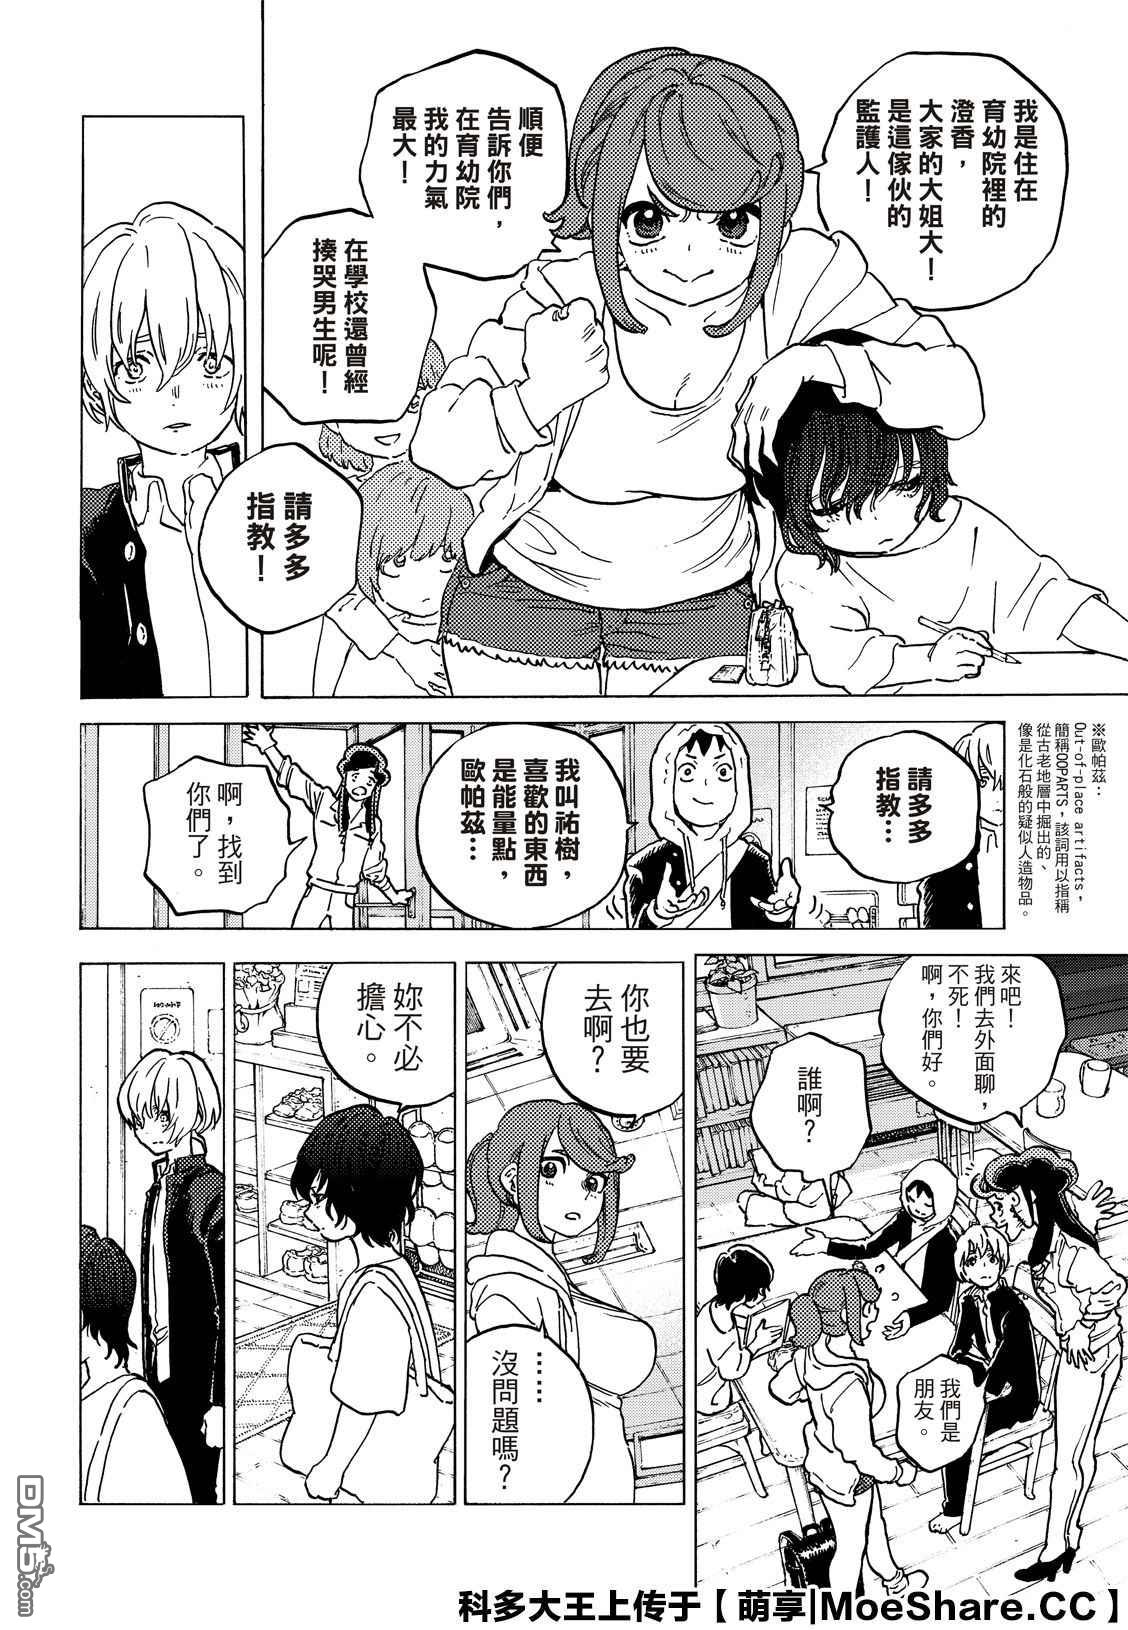 我是住在
育幼院裡的
澄香，
大家的大姐大！
是這傢伙的
監護人！
順便
告訴你們，
在育幼院
我的力氣
最大！
在學校還曾經
揍哭男生呢！
請多多
指教！
※歐帕茲：
Out-of-place artifacts，
簡稱OOPARTS，該詞用以指稱
從古老地層中掘出的、
像是化石般的疑似人造物品。
請多多
指教…
我叫祐樹，
喜歡的東西
是能量點，
歐帕茲…
啊，找到
你們了。
來吧！
我們去外面聊，
不死！
啊，你們好。
誰啊？
我們是
朋友。
你也要
去啊？
……
沒問題嗎？
妳不必
擔心。
DM5.com
科多大王上传于【萌享|MoeShare.CC】